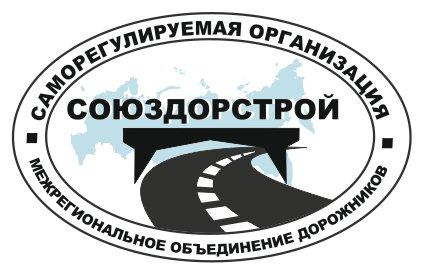 САМОРЕГУЛИРУЕМАЯ ОРГАНИЗАЦИЯ
СОЮЗДОРСТРОЙ
МЕЖРЕГИОНАЛЬНОЕ ОБЪЕДИНЕНИЕ ДОРОЖНИКОВ